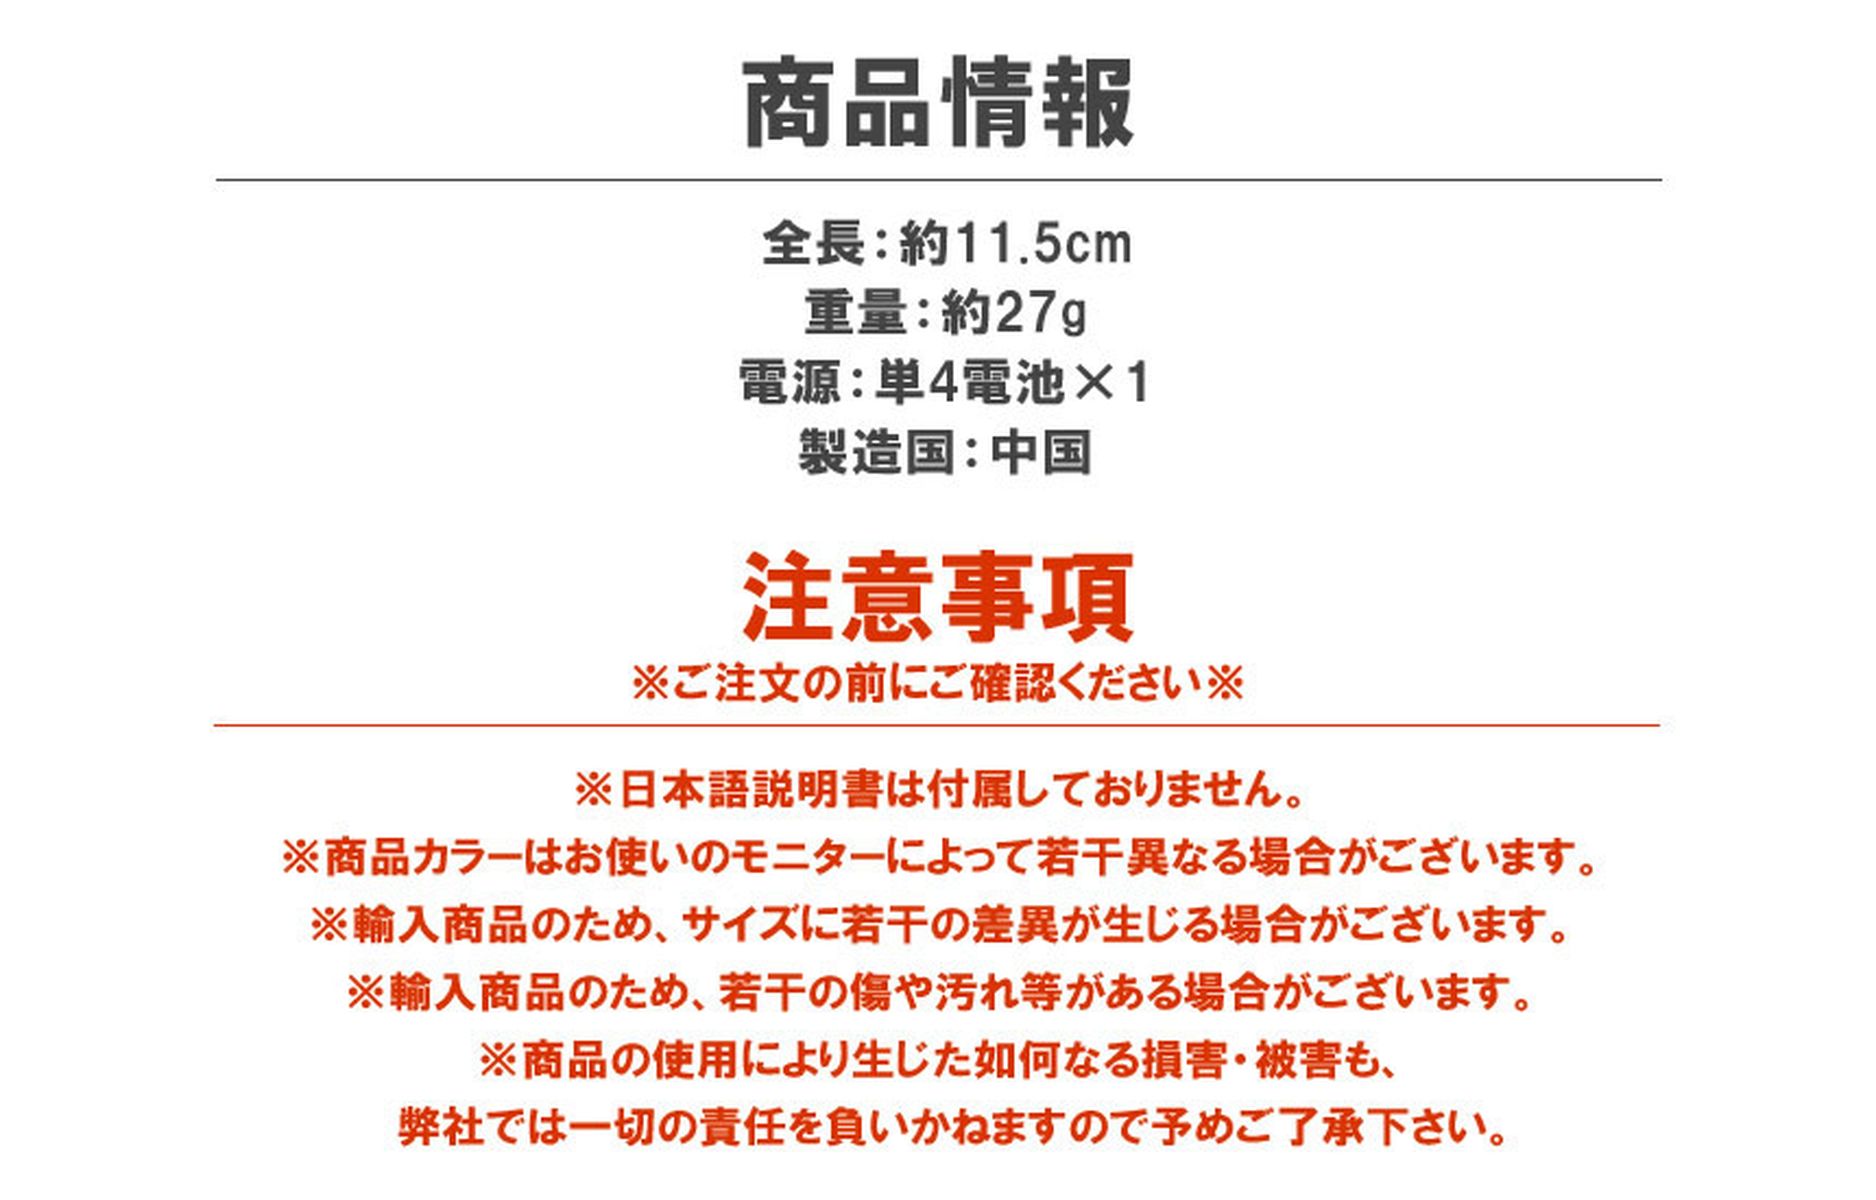 商品情報
全長：約11.5cm
重量：約27g
電源：単4電池×1
製造国：中国
注意事項
※ご注文の前にご確認ください※
※日本語説明書は付属しておりません。
※商品カラーはお使いのモニターによって若干異なる場合がございます。
※輸入商品のため、サイズに若干の差異が生じる場合がございます。
※輸入商品のため、若干の傷や汚れ等がある場合がございます。
※商品の使用により生じた如何なる損害・被害も、
弊社では一切の責任を負いかねますので予めご了承下さい。